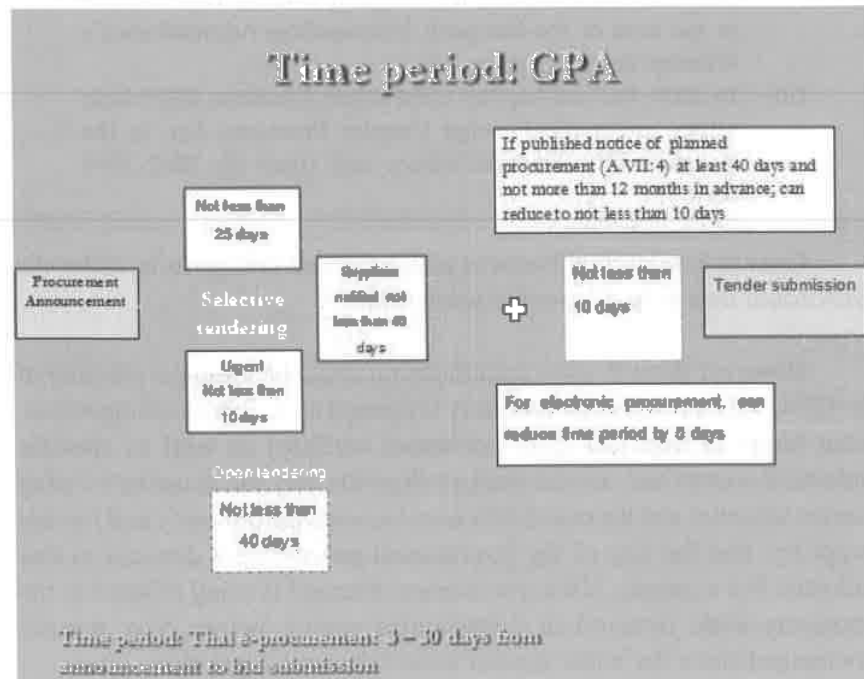 Time period: GPA
If published notice of planned
procurement (A.VII: 4) at least 40 days and
not more than 12 months in advance; can
reduce to not less than 10 days
Not less than
25 days
Procurement
Announcement
Selective
tendering
Suppliers
notified not
less than 40
days
Not less than
10 days
Tender submission
Urgent
Not less than
10 days
For electronic procurement, can
reduce time period by 5 days
Open tendering
Not less than
40 days
Time period: Thai e-procurement 3 – 30 days from
announcement to bid submission